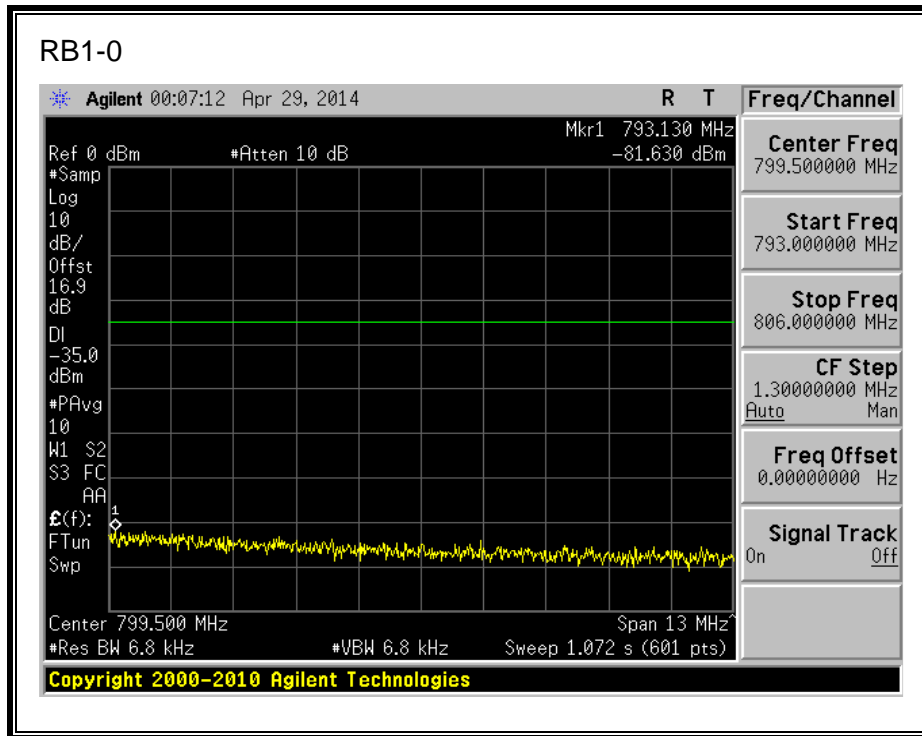 RB1-0
Agilent 00:07:12 Apr 29, 2014 R T
Freq/Channel
Mkr1 793.130 MHz
Ref 0 dBm #Atten 10 dB -81.630 dBm
#Samp
Log
10
dB/
Offst
16.9
dB
DI
-35.0
dBm
#PAvg
10
W1 S2
S3 FC
AA
£(f):
FTun
Swp
1
Center 799.500 MHz Span 13 MHz^
#Res BW 6.8 kHz #VBW 6.8 kHz Sweep 1.072 s (601 pts)
Center Freq
799.500000 MHz
Start Freq
793.000000 MHz
Stop Freq
806.000000 MHz
CF Step
1.30000000 MHz
Auto Man
Freq Offset
0.00000000 Hz
Signal Track
On Off
Copyright 2000-2010 Agilent Technologies